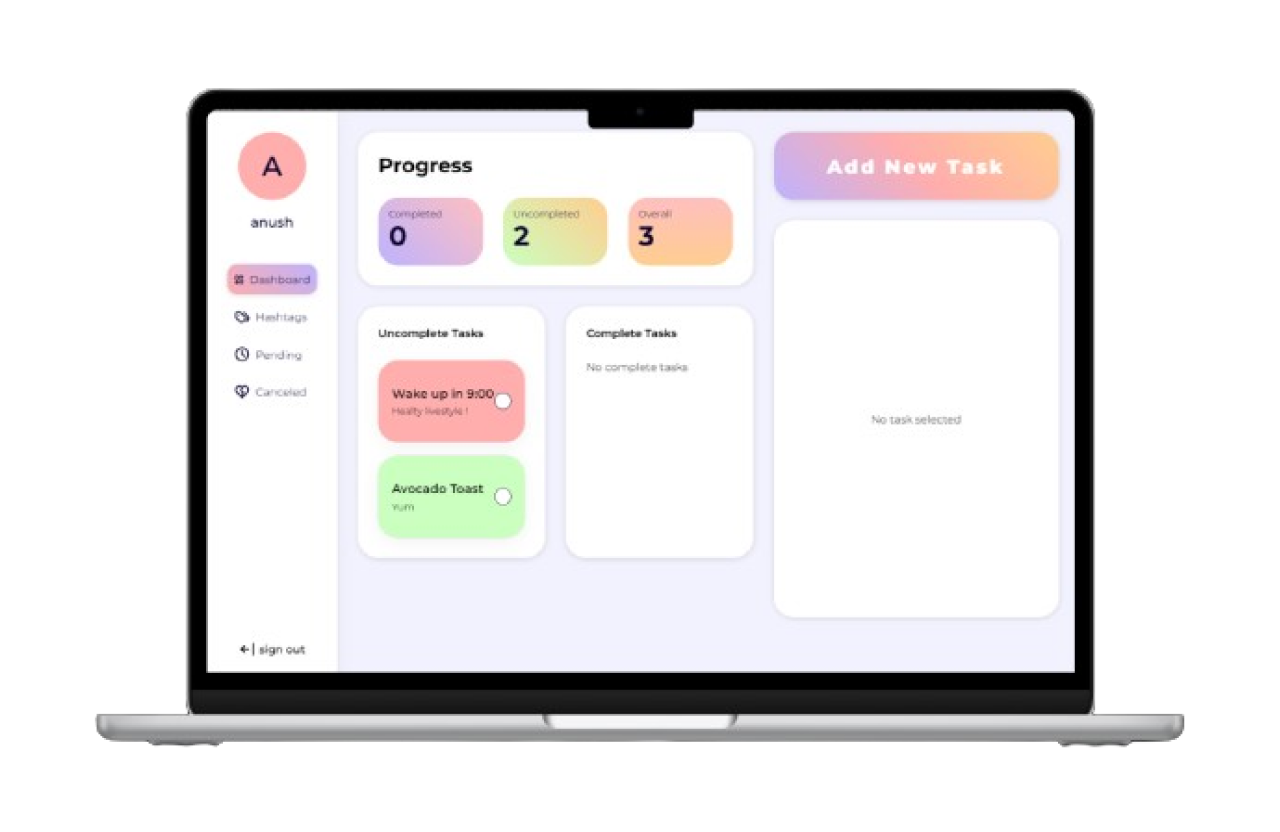 A
anush
Dashboard
Hashtags
Pending
Canceled
sign out
Progress
Completed
0
Uncompleted
2
Overall
3
Uncomplete Tasks
Wake up in 9:00
Healty livestyle !
Avocado Toast
Yum
Complete Tasks
No complete tasks
Add New Task
No task selected